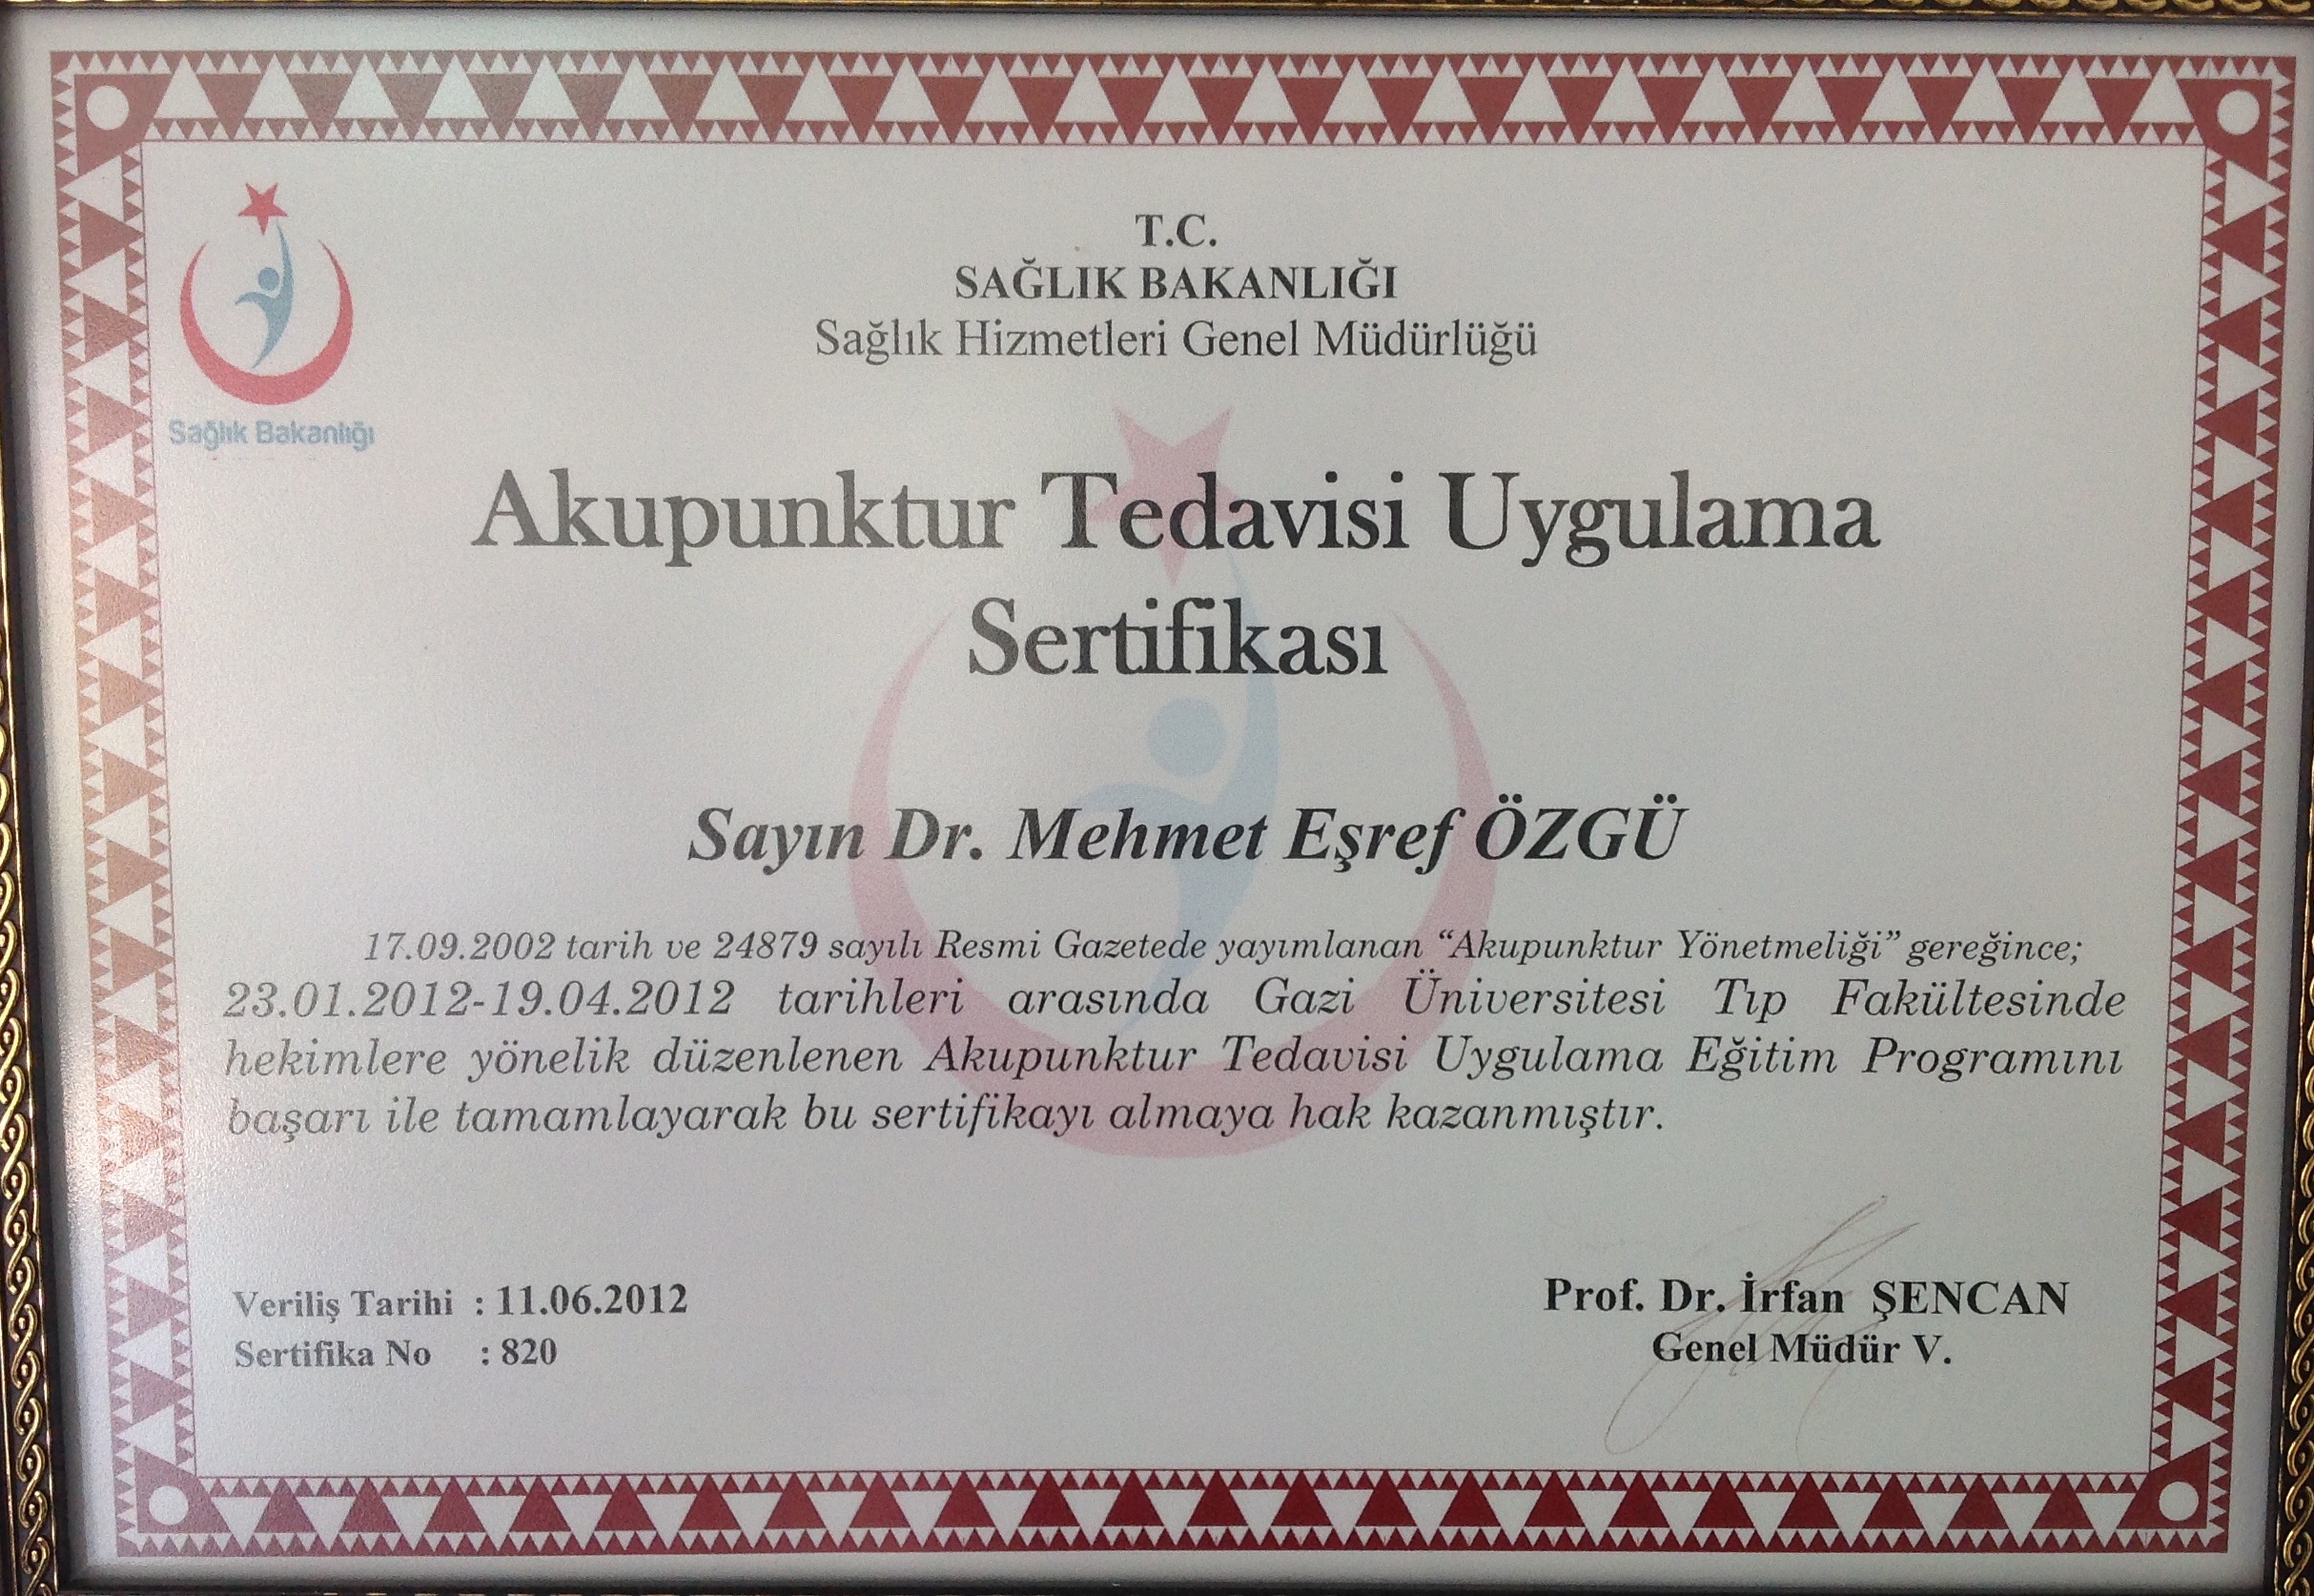 T.C.
SAĞLIK BAKANLIĞI
Sağlık Hizmetleri Genel Müdürlüğü
Sağlık Bakanlığı
Akupunktur Tedavisi Uygulama
Sertifikası
Sayın Dr. Mehmet Eşref ÖZGÜ
17.09.2002 tarih ve 24879 sayılı Resmi Gazetede yayımlanan “Akupunktur Yönetmeliği” gereğince;
23.01.2012-19.04.2012 tarihleri arasında Gazi Üniversitesi Tıp Fakültesinde
hekimlere yönelik düzenlenen Akupunktur Tedavisi Uygulama Eğitim Programını
başarı ile tamamlayarak bu sertifikayı almaya hak kazanmıştır.
Veriliş Tarihi : 11.06.2012
Sertifika No : 820
Prof. Dr. İrfan ŞENCAN
Genel Müdür V.